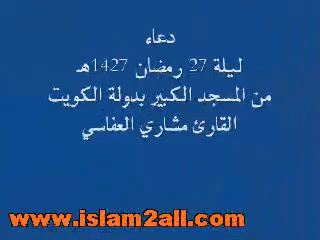 دعاء
ليلة 27 رمضان 1427هـ
من المسجد الكبير بدولة الكويت
القارئ مشاري العفاسي
www.islam2all.com